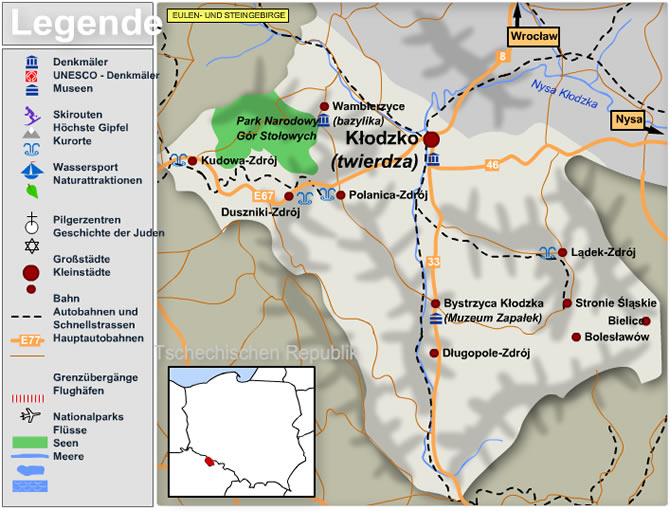 Legende
Denkmäler
UNESCO - Denkmäler
Museen
Skirouten
Höchste Gipfel
Kurorte
Wassersport
Naturattraktionen
Pilgerzentren
Geschichte der Juden
Großstädte
Kleinstädte
Bahn
Autobahnen und
Schnellstrassen
E77
Hauptautobahnen
Grenzübergänge
Flughäfen
Nationalparks
Flüsse
Seen
Meere
EULEN- UND STEINGEBIRGE
Wrocław
8
Nysa Kłodzka
Nysa
Wambierzyce
(bazylika)
Park Narodowy
Gór Stołowych
Kłodzko
(twierdza)
46
Kudowa-Zdrój
E67
Polanica-Zdrój
Duszniki-Zdrój
33
Lądek-Zdrój
Bystrzyca Kłodzka
(Muzeum Zapałek)
Stronie Śląskie
Bielice
Bolesławów
Długopole-Zdrój
Tschechischen Republik